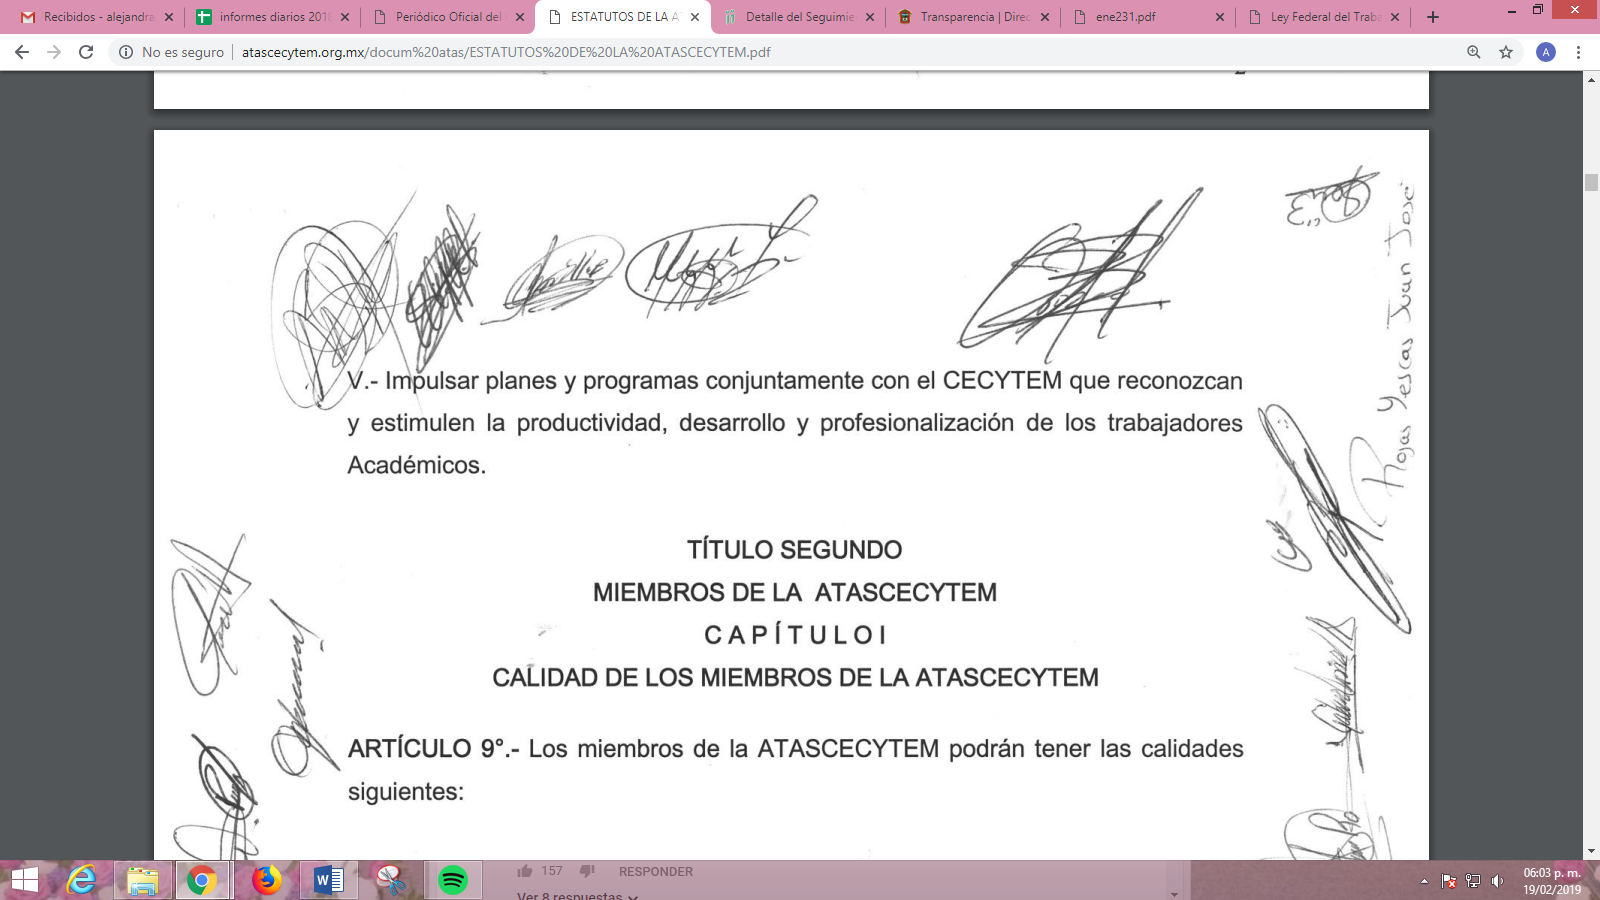 Recibidos - alejandra
informes diarios 2018
Periódico Oficial del
ESTATUTOS DE LA A
Detalle del Seguimie
Transparencia | Direc
ene231.pdf
Ley Federal del Traba
No es seguro
atascecytem.org.mx/docum%20atas/ESTATUTOS%20DE%20LA%20ATASCECYTEM.pdf
A
Rojas Yescas Juan José
V.- Impulsar planes y programas conjuntamente con el CECYTEM que reconozcan
y estimulen la productividad, desarrollo y profesionalización de los trabajadores
Académicos.
TÍTULO SEGUNDO
MIEMBROS DE LA ATASCECYTEM
C A P Í T U L O I
CALIDAD DE LOS MIEMBROS DE LA ATASCECYTEM
ARTÍCULO 9°.- Los miembros de la ATASCECYTEM podrán tener las calidades
siguientes:
157
RESPONDER
Ver 8 respuestas
06:03 p. m.
19/02/2019